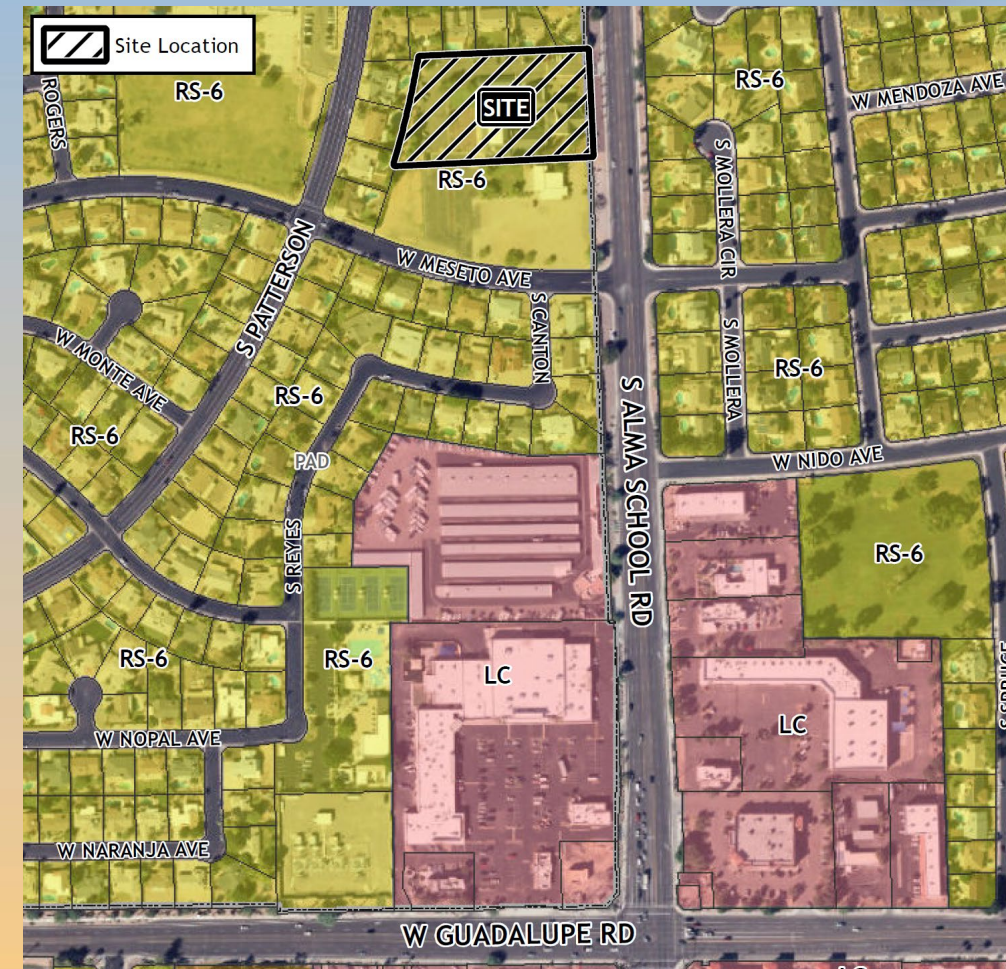 Site Location
ROGERS
RS-6
SITE
RS-6
W MENDOZA AVE
S MOLLERA CIR
RS-6
W MESETO AVE
S PATTERSON
S CANTON
W MONTE AVE
RS-6
S MOLLERA
RS-6
RS-6
S ALMA SCHOOL RD
PAD
W NIDO AVE
S REYES
RS-6
RS-6
RS-6
LC
LC
W NOPAL AVE
W NARANJA AVE
W GUADALUPE RD